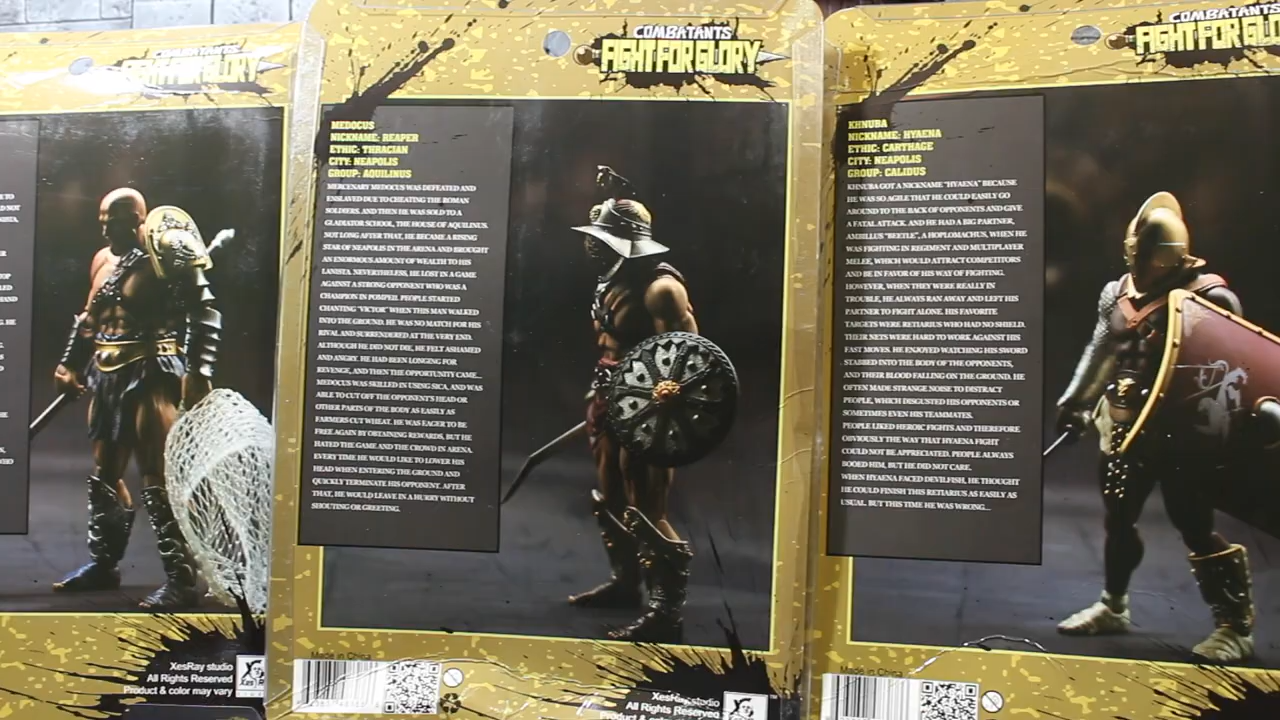 COMBATANTS
FIGHT FOR GLORY
XesRay studio
All Rights Reserved
Product & color may vary
COMBATANTS
FIGHT FOR GLORY
MEDOCUS
NICKNAME: REAPER
ETHIC: THRACIAN
CITY: NEAPOLIS
GROUP: AQUILINUS
MERCENARY MEDOCUS WAS DEFEATED AND
ENSLAVED DUE TO CHEATING THE ROMAN
SOLDIERS. AND THEN HE WAS SOLD TO A
GLADIATOR SCHOOL, THE HOUSE OF AQUILINUS.
NOT LONG AFTER THAT, HE BECAME A RISING
STAR OF NEAPOLIS IN THE ARENA AND BROUGHT
AN ENORMOUS AMOUNT OF WEALTH TO HIS
LANISTA. NEVERTHELESS, HE LOST IN A GAME
AGAINST A STRONG OPPONENT WHO WAS A
CHAMPION IN POMPEII. PEOPLE STARTED
CHANTING "VICTOR" WHEN THIS MAN WALKED
INTO THE GROUND. HE WAS NO MATCH FOR HIS
RIVAL AND SURRENDERED AT THE VERY END.
ALTHOUGH HE DID NOT DIE, HE FELT ASHAMED
AND ANGRY. HE HAD BEEN LONGING FOR
REVENGE, AND THEN THE OPPORTUNITY CAME...
MEDOCUS WAS SKILLED IN USING SICA, AND WAS
ABLE TO CUT OFF THE OPPONENT'S HEAD OR
OTHER PARTS OF THE BODY AS EASILY AS
FARMERS CUT WHEAT. HE WAS EAGER TO BE
FREE AGAIN BY OBTAINING REWARDS, BUT HE
HATED THE GAME AND THE CROWD IN ARENA.
EVERY TIME HE WOULD LIKE TO LOWER HIS
HEAD WHEN ENTERING THE GROUND AND
QUICKLY TERMINATE HIS OPPONENT. AFTER
THAT, HE WOULD LEAVE IN A HURRY WITHOUT
SHOUTING OR GREETING.
Made in China
XesRay studio
All Rights Reserved
Product & color may vary
COMBATANTS
FIGHT FOR GLO
KHNUBA
NICKNAME: HYAENA
ETHIC: CARTHAGE
CITY: NEAPOLIS
GROUP: CALIDUS
KHNUBA GOT A NICKNAME "HYAENA" BECAUSE
HE WAS SO AGILE THAT HE COULD EASILY GO
AROUND TO THE BACK OF OPPONENTS AND GIVE
A FATAL ATTACK. AND HE HAD A BIG PARTNER,
AMBILLUS "BEETLE", A HOPLOMACHUS, WHEN HE
WAS FIGHTING IN REGIMENT AND MULTIPLAYER
MELEE, WHICH WOULD ATTRACT COMPETITORS
AND BE IN FAVOR OF HIS WAY OF FIGHTING.
HOWEVER, WHEN THEY WERE REALLY IN
TROUBLE, HE ALWAYS RAN AWAY AND LEFT HIS
PARTNER TO FIGHT ALONE. HIS FAVORITE
TARGETS WERE RETIARIUS WHO HAD NO SHIELD.
THEIR NETS WERE HARD TO WORK AGAINST HIS
FAST MOVES. HE ENJOYED WATCHING HIS SWORD
STABBED INTO THE BODY OF THE OPPONENTS,
AND THEIR BLOOD FALLING ON THE GROUND. HE
OFTEN MADE STRANGE NOISE TO DISTRACT
PEOPLE, WHICH DISGUSTED HIS OPPONENTS OR
SOMETIMES EVEN HIS TEAMMATES.
PEOPLE LIKED HEROIC FIGHTS AND THEREFORE
OBVIOUSLY THE WAY THAT HYAENA FIGHT
COULD NOT BE APPRECIATED. PEOPLE ALWAYS
BOOED HIM, BUT HE DID NOT CARE.
WHEN HYAENA FACED DEVILFISH, HE THOUGHT
HE COULD FINISH THIS RETIARIUS AS EASILY AS
USUAL. BUT THIS TIME HE WAS WRONG...
Made in China